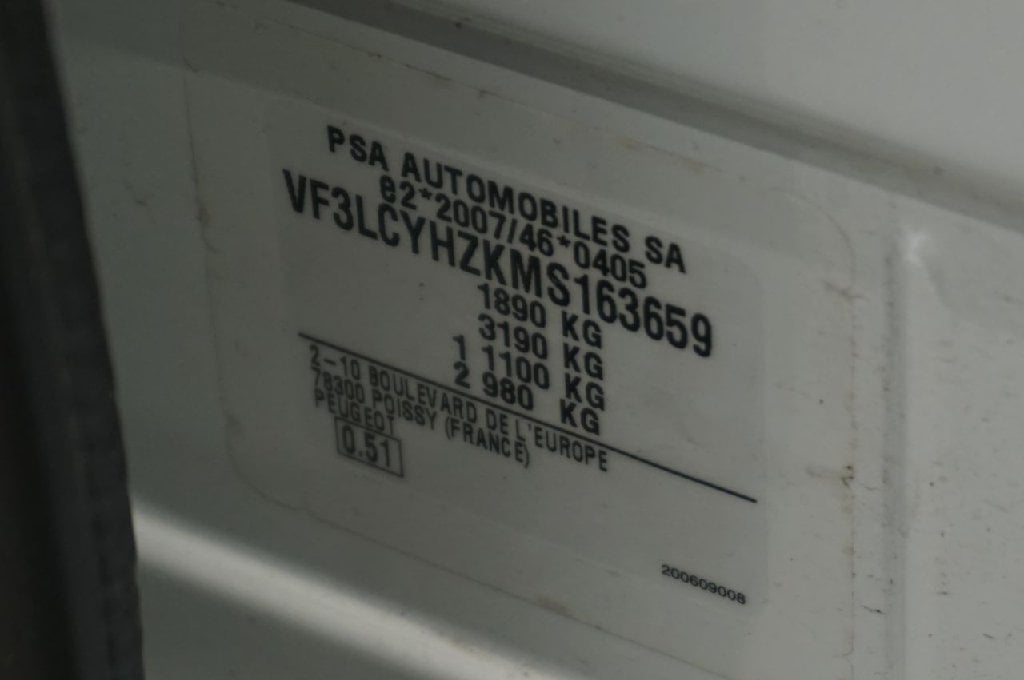 PSA AUTOMOBILES SA
e2*2007/46*0405
VF3LCYHZKMS163659
1890 KG
3190 KG
1 1100 KG
2 980 KG
2-10 BOULEVARD DE L'EUROPE
78300 POISSY (FRANCE)
PEUGEOT
0.51
200609008